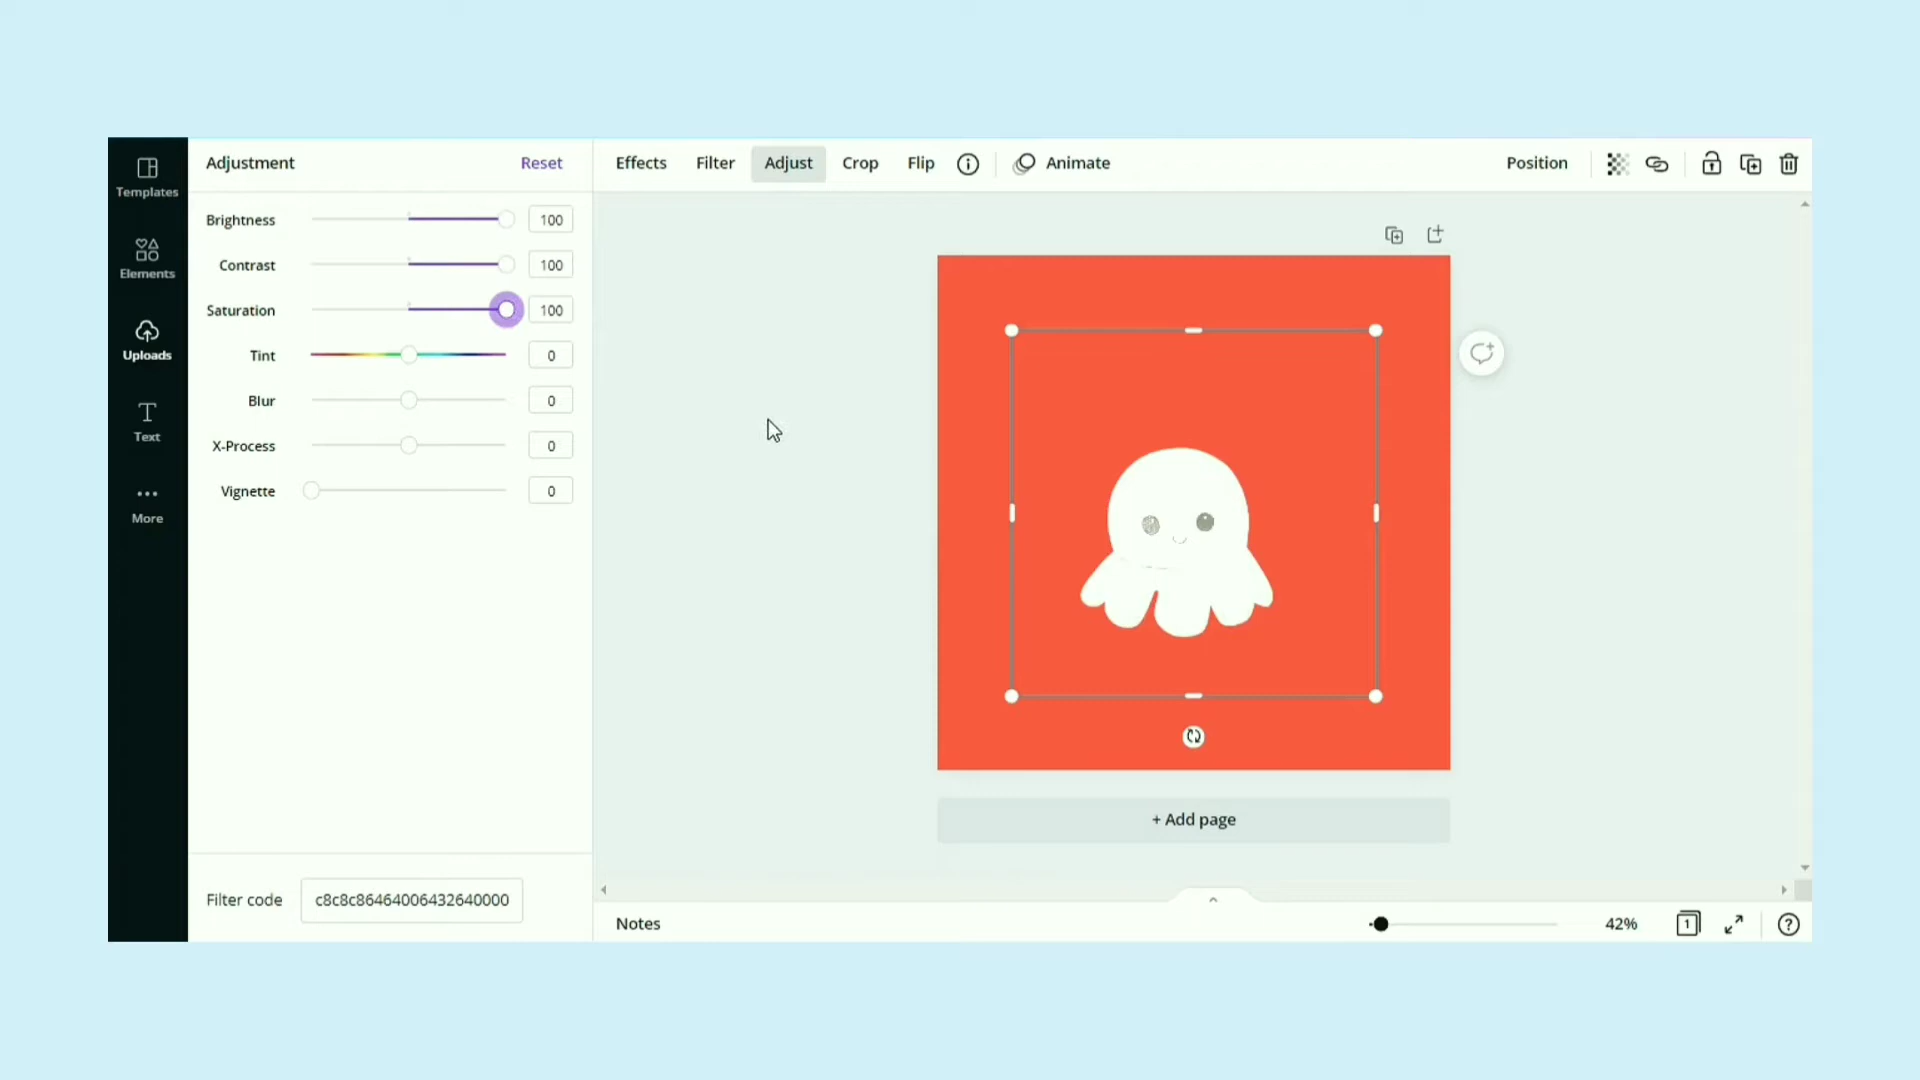 Templates
Elements
Uploads
Text
More
Adjustment Reset
Brightness 100
Contrast 100
Saturation 100
Tint 0
Blur 0
X-Process 0
Vignette 0
Filter code c8c8c86464006432640000
Effects Filter Adjust Crop Flip Animate Position
+ Add page
Notes 42% 1 ?